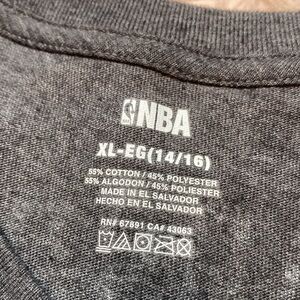 NBA
XL-EG(14/16)
55% COTTON / 45% POLYESTER
55% ALGODON / 45% POLIESTER
MADE IN EL SALVADOR
HECHO EN EL SALVADOR
RN# 67891 CA# 43063